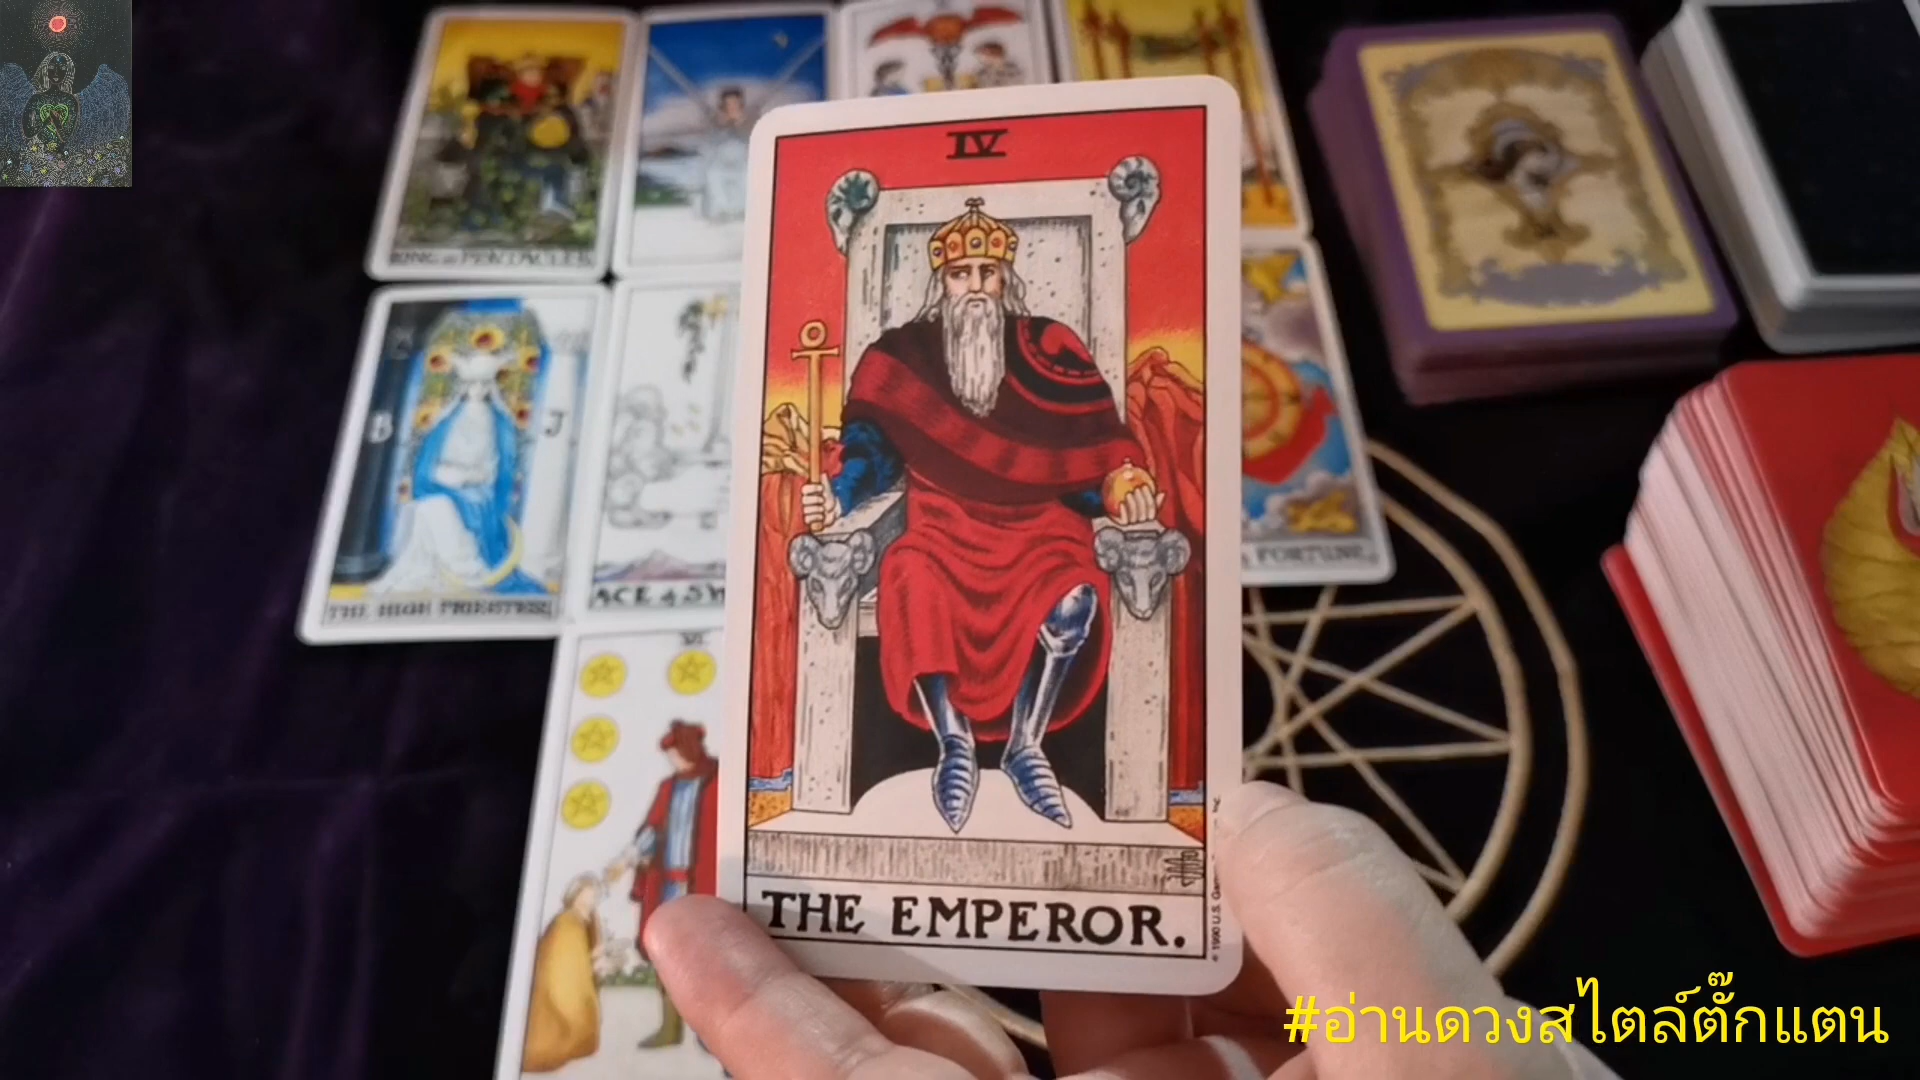 KING of PENTACLES
IV
B
J
THE HIGH PRIESTESS
ACE of SW
FORTUNE.
VI
THE EMPEROR.
#อ่านดวงสไตล์ตั๊กแตน